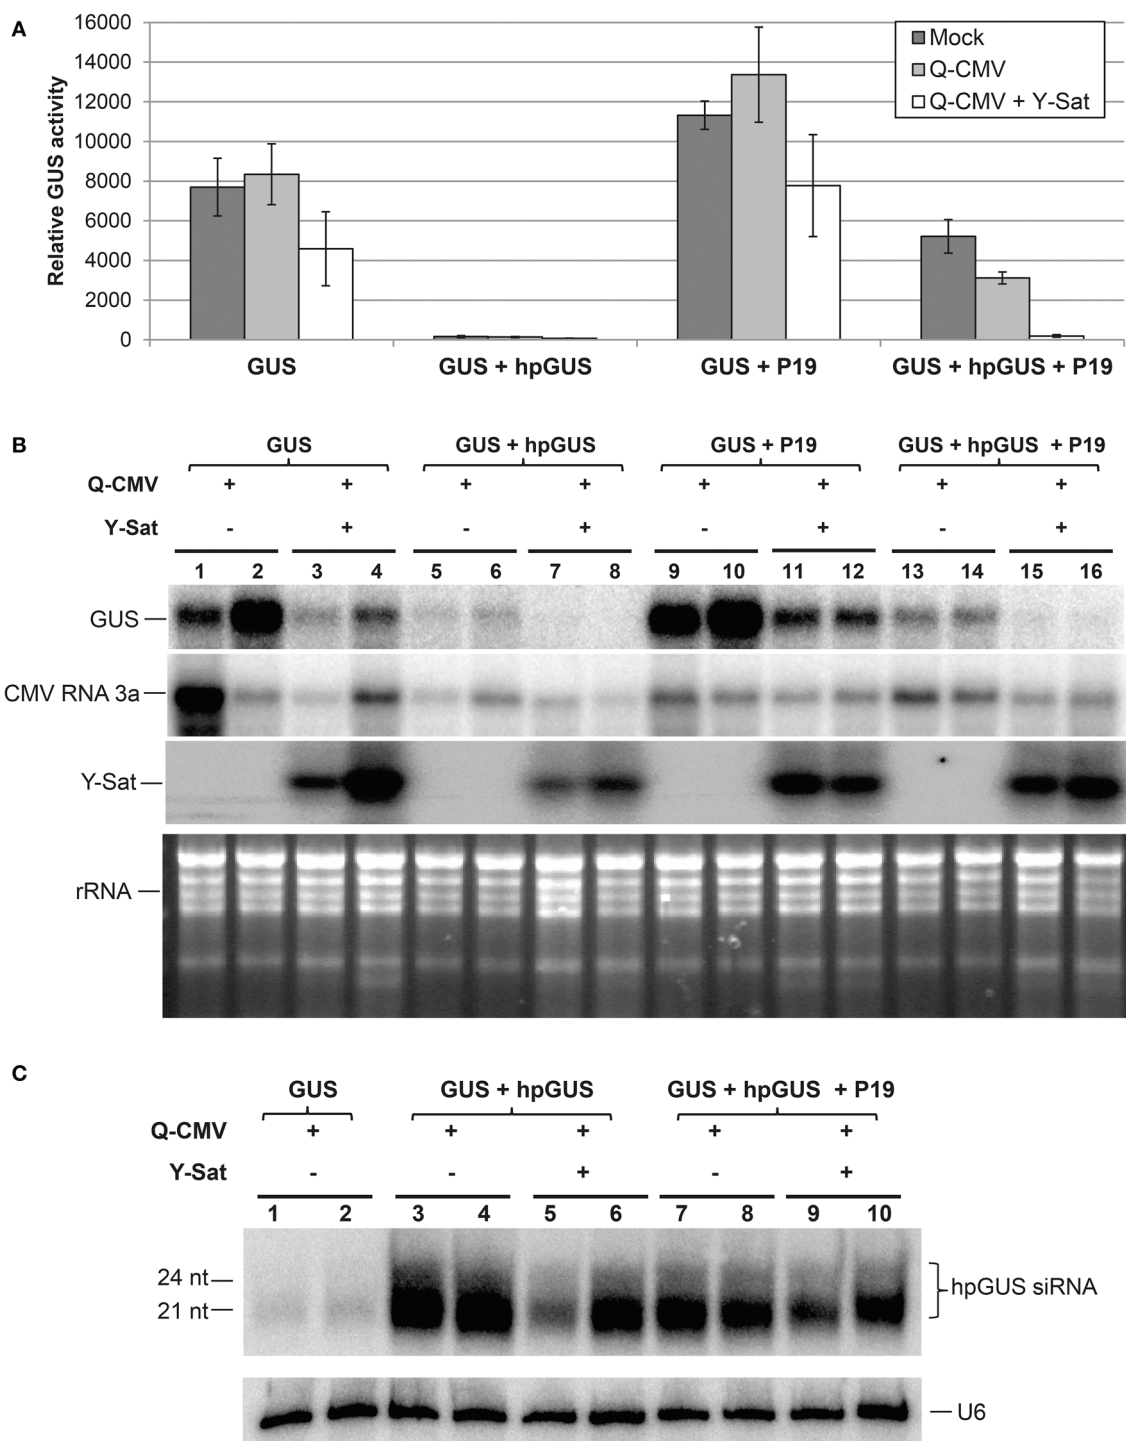 A
Relative GUS activity
16000
14000
12000
10000
8000
6000
4000
2000
0
Mock
Q-CMV
Q-CMV + Y-Sat
GUS
GUS + hpGUS
GUS + P19
GUS + hpGUS + P19
B
GUS
GUS + hpGUS
GUS + P19
GUS + hpGUS + P19
Q-CMV + + + + + + + +
Y-Sat - + - + - + - +
1 2 3 4 5 6 7 8 9 10 11 12 13 14 15 16
GUS
CMV RNA 3a
Y-Sat
rRNA
C
GUS
GUS + hpGUS
GUS + hpGUS + P19
Q-CMV + + + + +
Y-Sat - - + - +
1 2 3 4 5 6 7 8 9 10
24 nt
21 nt
hpGUS siRNA
U6